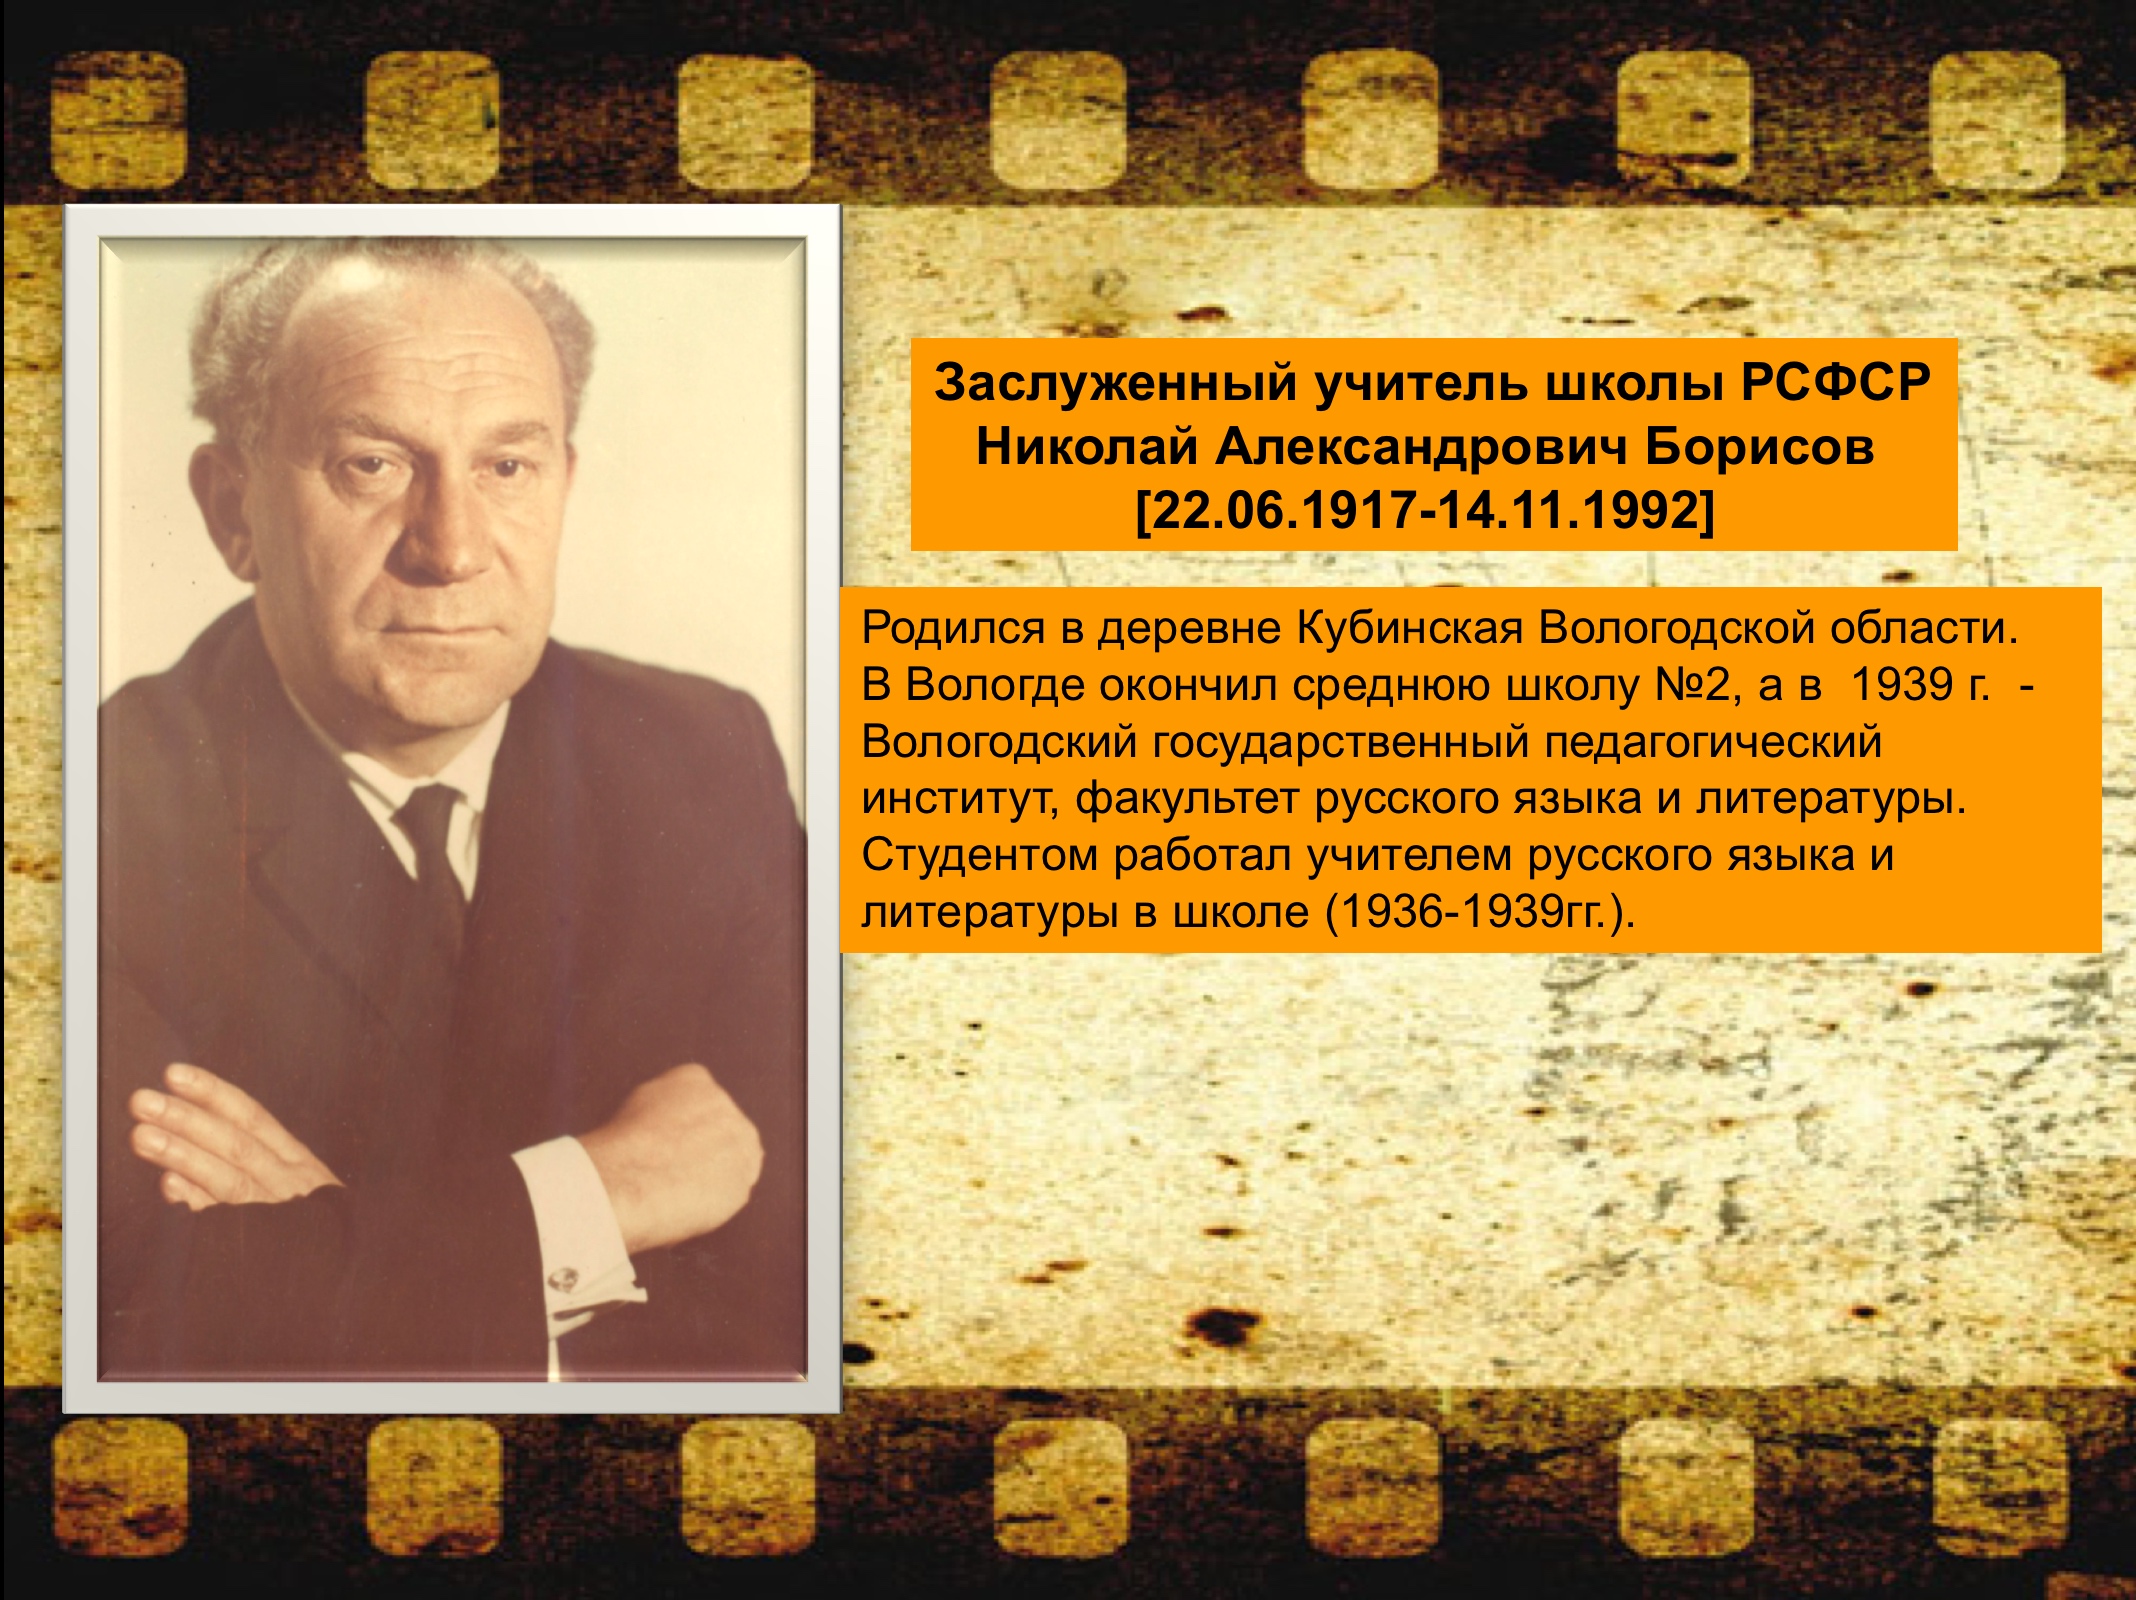 Заслуженный учитель школы РСФСР
Николай Александрович Борисов
[22.06.1917-14.11.1992]
Родился в деревне Кубинская Вологодской области.
В Вологде окончил среднюю школу №2, а в  1939 г.  -
Вологодский государственный педагогический
институт, факультет русского языка и литературы.
Студентом работал учителем русского языка и
литературы в школе (1936-1939гг.).